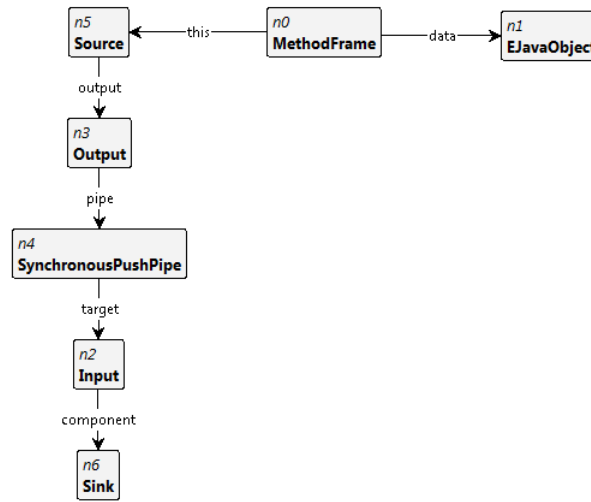 n5
Source
this
n0
MethodFrame
data
n1
EJavaObject
output
n3
Output
pipe
n4
SynchronousPushPipe
target
n2
Input
component
n6
Sink